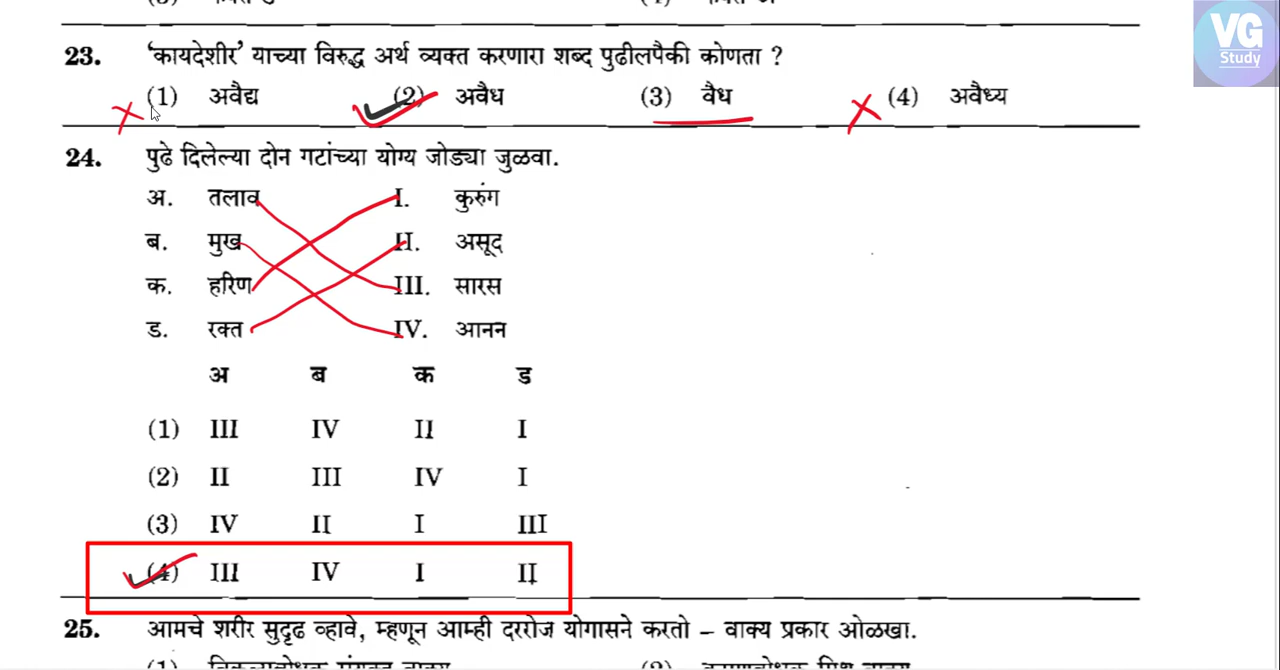 VG
Study
23. 'कायदेशीर' याच्या विरुद्ध अर्थ व्यक्त करणारा शब्द पुढीलपैकी कोणता ?
(1) अवैद्य (2) अवैध (3) वैध (4) अवैध्य
24. पुढे दिलेल्या दोन गटांच्या योग्य जोड्या जुळवा.
अ. तलाव I. कुरुंग
ब. मुख II. असूद
क. हरिण III. सारस
ड. रक्त IV. आनन
अ ब क ड
(1) III IV II I
(2) II III IV I
(3) IV II I III
(4) III IV I II
25. आमचे शरीर सुदृढ व्हावे, म्हणून आम्ही दररोज योगासने करतो – वाक्य प्रकार ओळखा.